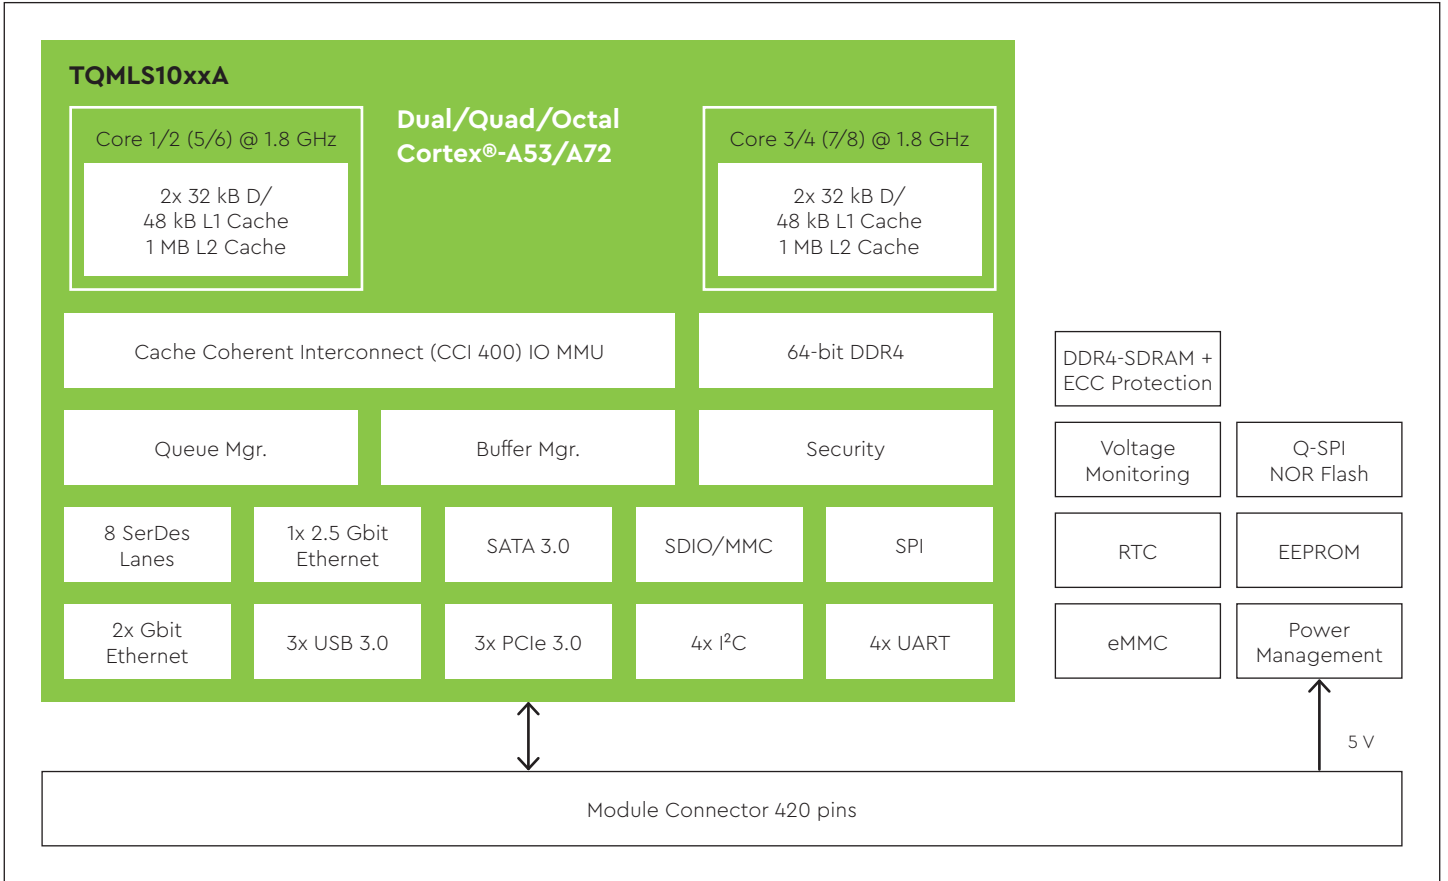 TQMLS10xxA
Dual/Quad/Octal
Cortex®-A53/A72
Core 1/2 (5/6) @ 1.8 GHz
2x 32 kB D/
48 kB L1 Cache
1 MB L2 Cache
Core 3/4 (7/8) @ 1.8 GHz
2x 32 kB D/
48 kB L1 Cache
1 MB L2 Cache
Cache Coherent Interconnect (CCI 400) IO MMU
64-bit DDR4
Queue Mgr.
Buffer Mgr.
Security
8 SerDes
Lanes
1x 2.5 Gbit
Ethernet
SATA 3.0
SDIO/MMC
SPI
2x Gbit
Ethernet
3x USB 3.0
3x PCIe 3.0
4x I²C
4x UART
DDR4-SDRAM +
ECC Protection
Voltage
Monitoring
Q-SPI
NOR Flash
RTC
EEPROM
eMMC
Power
Management
5 V
Module Connector 420 pins